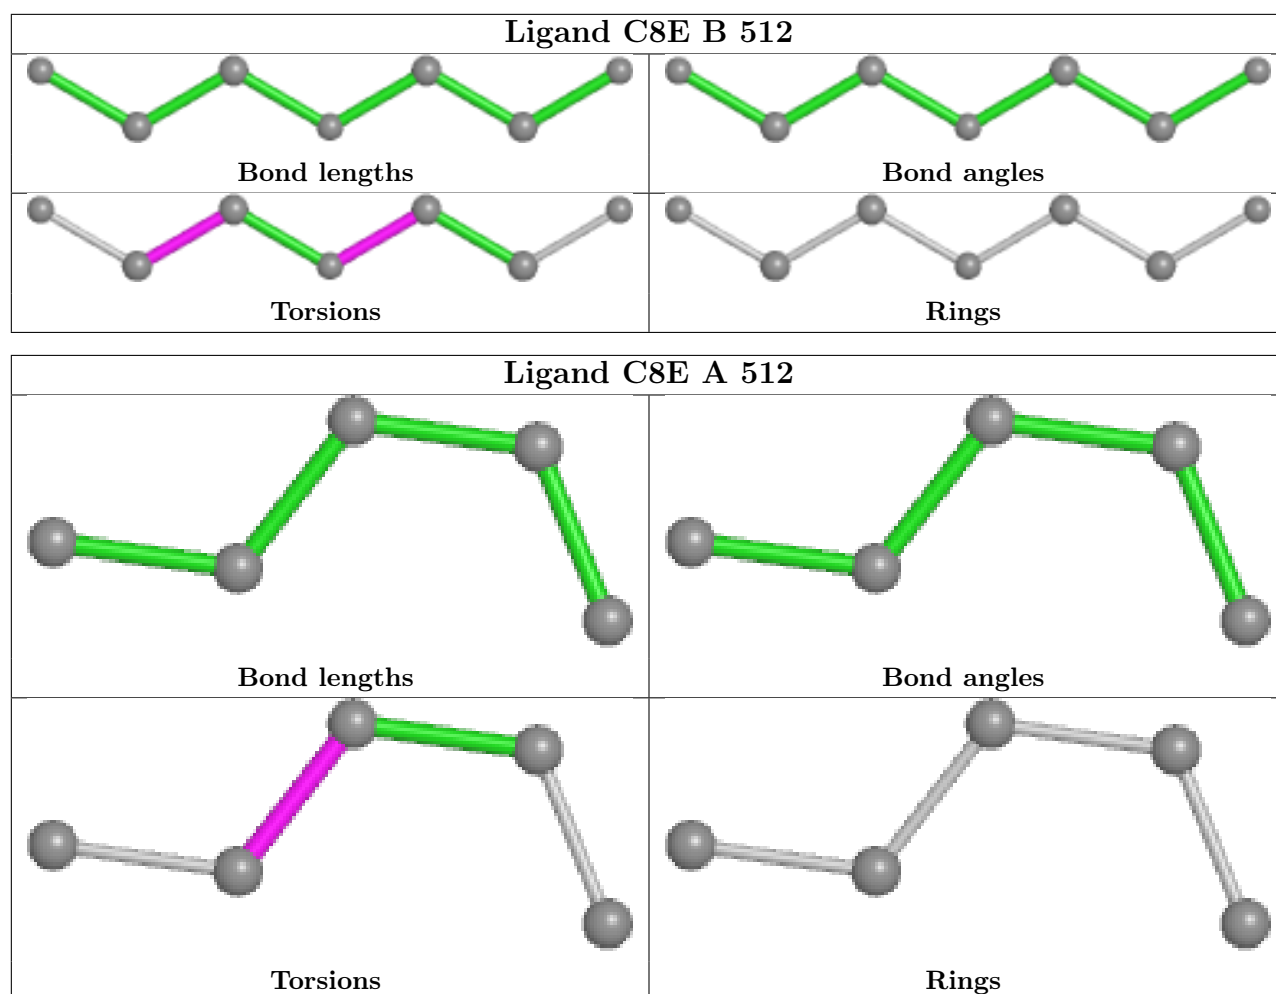 Ligand C8E B 512
Bond lengths
Bond angles
Torsions
Rings
Ligand C8E A 512
Bond lengths
Bond angles
Torsions
Rings